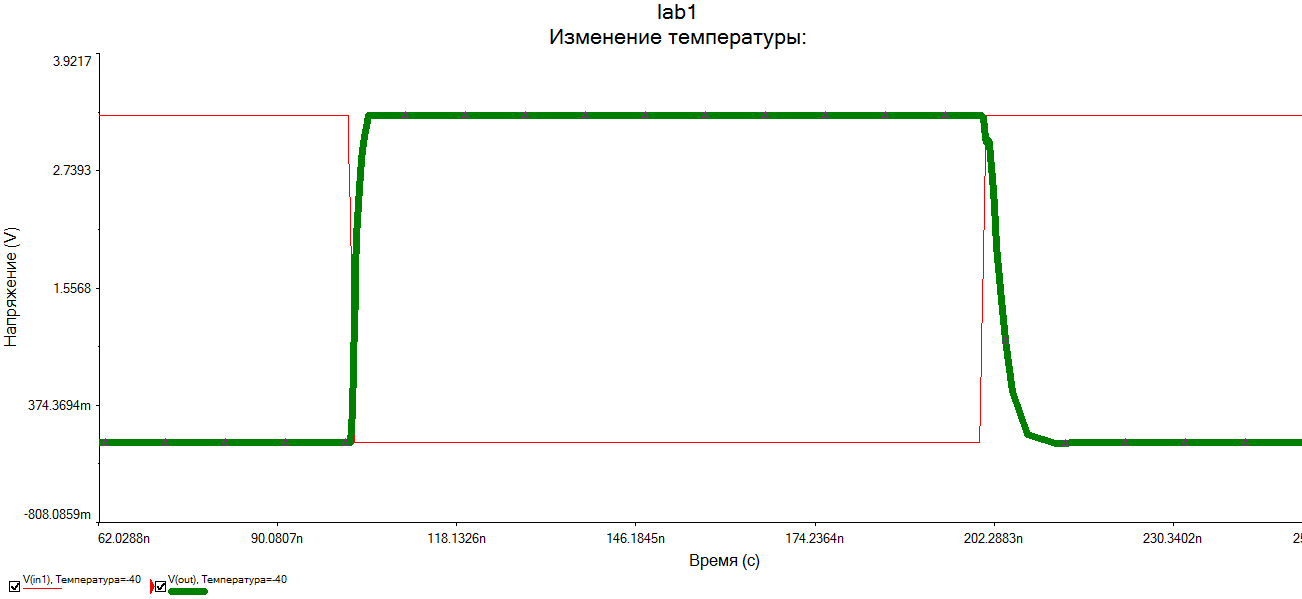 lab1
Изменение температуры:
3.9217
2.7393
1.5568
374.3694m
-808.0859m
Напряжение (V)
62.0288n 90.0807n 118.1326n 146.1845n 174.2364n 202.2883n 230.3402n 25
Время (с)
V(in1), Температура=-40 V(out), Температура=-40